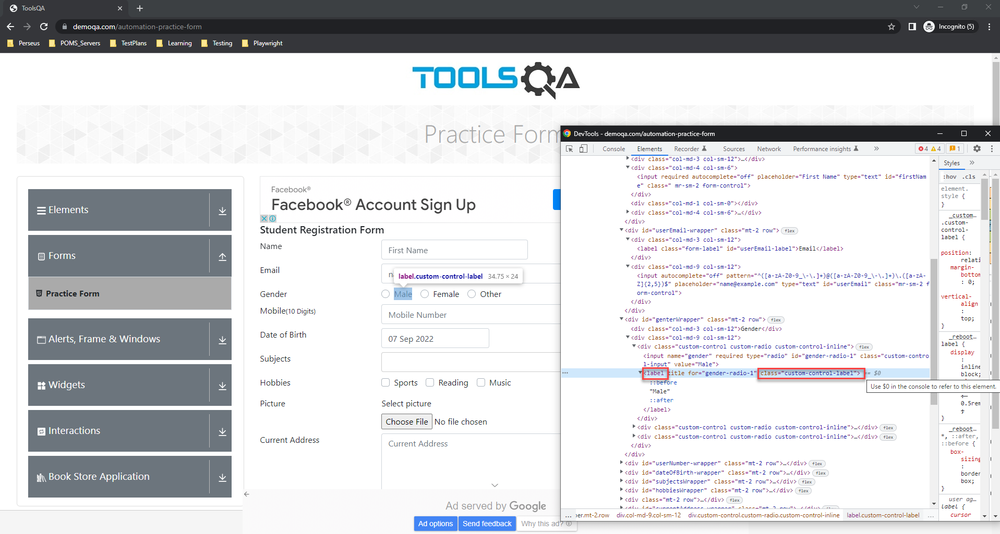 ToolsQA
demoqa.com/automation-practice-form
Incognito (5)
Perseus
POMS_Servers
TestPlans
Learning
Testing
Playwright
TOOLSQA
Practice Form
Elements
Forms
Practice Form
Alerts, Frame & Windows
Widgets
Interactions
Book Store Application
Facebook®
Facebook® Account Sign Up
Student Registration Form
Name
First Name
Email
label.custom-control-label 34.75 × 24
Gender
Male
Female
Other
Mobile(10 Digits)
Mobile Number
Date of Birth
07 Sep 2022
Subjects
Hobbies
Sports
Reading
Music
Picture
Select picture
Choose File No file chosen
Current Address
Current Address
Ad served by Google
Ad options
Send feedback
Why this ad?
DevTools - demoqa.com/automation-practice-form
Console
Elements
Recorder
Sources
Network
Performance insights
»
4
4
1
<div class="col-md-3 col-sm-12">…</div>
<div class="col-md-4 col-sm-6">
<input required autocomplete="off" placeholder="First Name" type="text" id="firstNam
e" class=" mr-sm-2 form-control">
</div>
<div class="col-md-1 col-sm-0"></div>
<div class="col-md-4 col-sm-6">…</div>
</div>
<div id="userEmail-wrapper" class="mt-2 row"> flex
<div class="col-md-3 col-sm-12">
<label class="form-label" id="userEmail-label">Email</label>
</div>
<div class="col-md-9 col-sm-12">
<input autocomplete="off" pattern="^([a-zA-Z0-9_\-\.]+)@([a-zA-Z0-9_\-\.]+)\.([a-zA-
Z]{2,5})$" placeholder="name@example.com" type="text" id="userEmail" class="mr-sm-2 f
orm-control">
</div>
</div>
<div id="genterWrapper" class="mt-2 row"> flex
<div class="col-md-3 col-sm-12">Gender</div>
<div class="col-md-9 col-sm-12">
<div class="custom-control custom-radio custom-control-inline"> flex
<input name="gender" required type="radio" id="gender-radio-1" class="custom-contro
l-input" value="Male">
<label title for="gender-radio-1" class="custom-control-label"> == $0
::before
"Male"
::after
</label>
</div>
<div class="custom-control custom-radio custom-control-inline">…</div> flex
<div class="custom-control custom-radio custom-control-inline">…</div> flex
</div>
</div>
<div id="userNumber-wrapper" class="mt-2 row">…</div> flex
<div id="dateOfBirth-wrapper" class="mt-2 row">…</div> flex
<div id="subjectsWrapper" class="mt-2 row">…</div> flex
<div id="hobbiesWrapper" class="mt-2 row">…</div> flex
<div class="mt-2 row">…</div> flex
<div id="currentAddress-wrapper" class="mt-2 row">…</div>
... per.mt-2.row div.col-md-9.col-sm-12 div.custom-control.custom-radio.custom-control-inline label.custom-control-label ...
Use $0 in the console to refer to this element.
Styles »
:hov .cls
element.
style {
}
_custom…
.custom-
control-
label {
position:
relati
margin-
bottom
: 0;
vertical-
align
:
top;
}
_reboot…
label {
display
:
inline
block;
0.5rem
;
}
_reboot…
*, ::after,
::before {
box-
sizing
:
border
box;
}
user ag…
label {
cursor